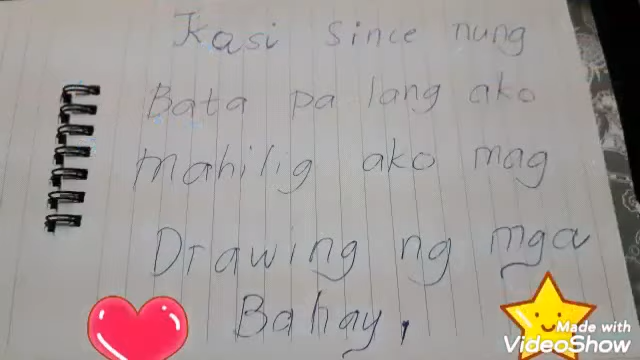 Kasi since nung
Bata pa lang ako
Mahilig ako mag
Drawing ng mga
Bahay,
Made with
VideoShow